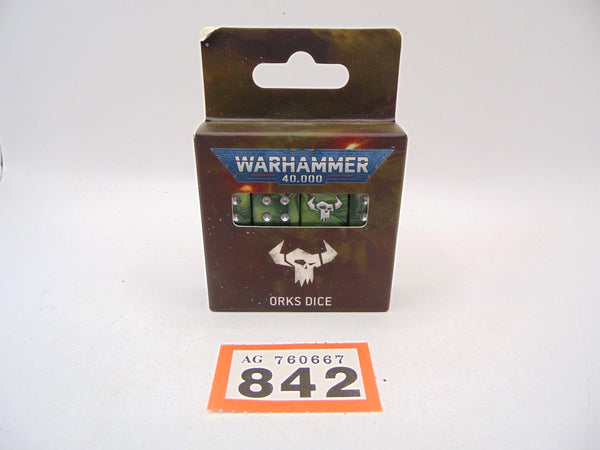 WARHAMMER
40,000
ORKS DICE
AG 760667
842